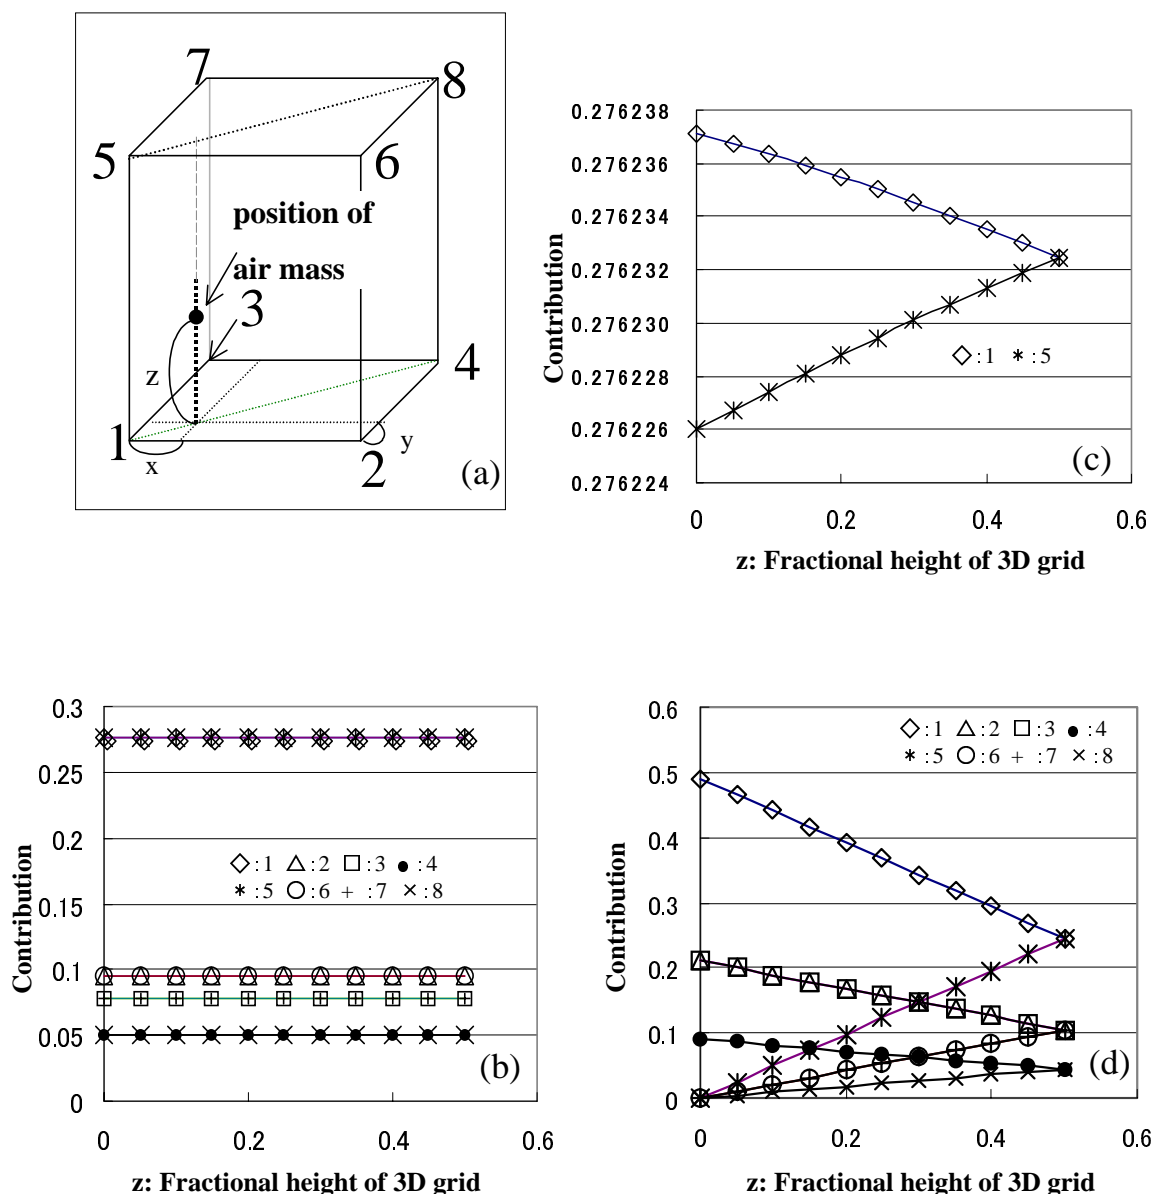 7
8
5
6
position of
air mass
3
z
4
1
x
2
y
(a)
0.276238
0.276236
0.276234
0.276232
0.276230
0.276228
0.276226
0.276224
Contribution
◇:1 *:5
(c)
0 0.2 0.4 0.6
z: Fractional height of 3D grid
0.3
0.25
0.2
0.15
0.1
0.05
0
Contribution
◇:1 △:2 □:3 ●:4
*:5 ○:6 + :7 ×:8
(b)
0 0.2 0.4 0.6
z: Fractional height of 3D grid
0.6
0.5
0.4
0.3
0.2
0.1
0
Contribution
◇:1 △:2 □:3 ●:4
*:5 ○:6 + :7 ×:8
(d)
0 0.2 0.4 0.6
z: Fractional height of 3D grid